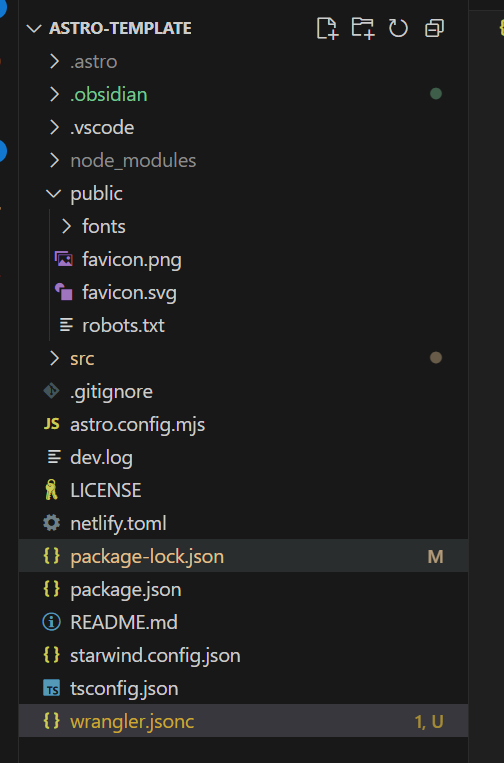 ASTRO-TEMPLATE
.astro
.obsidian
.vscode
node_modules
public
fonts
favicon.png
favicon.svg
robots.txt
src
.gitignore
JS astro.config.mjs
dev.log
LICENSE
netlify.toml
{} package-lock.json M
{} package.json
README.md
{} starwind.config.json
TS tsconfig.json
{} wrangler.jsonc 1, U